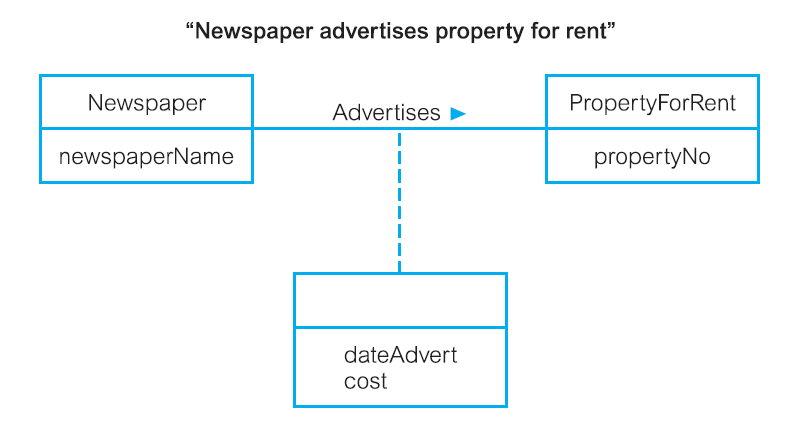 “Newspaper advertises property for rent”
Newspaper
Advertises ►
PropertyForRent
newspaperName
propertyNo
dateAdvert
cost